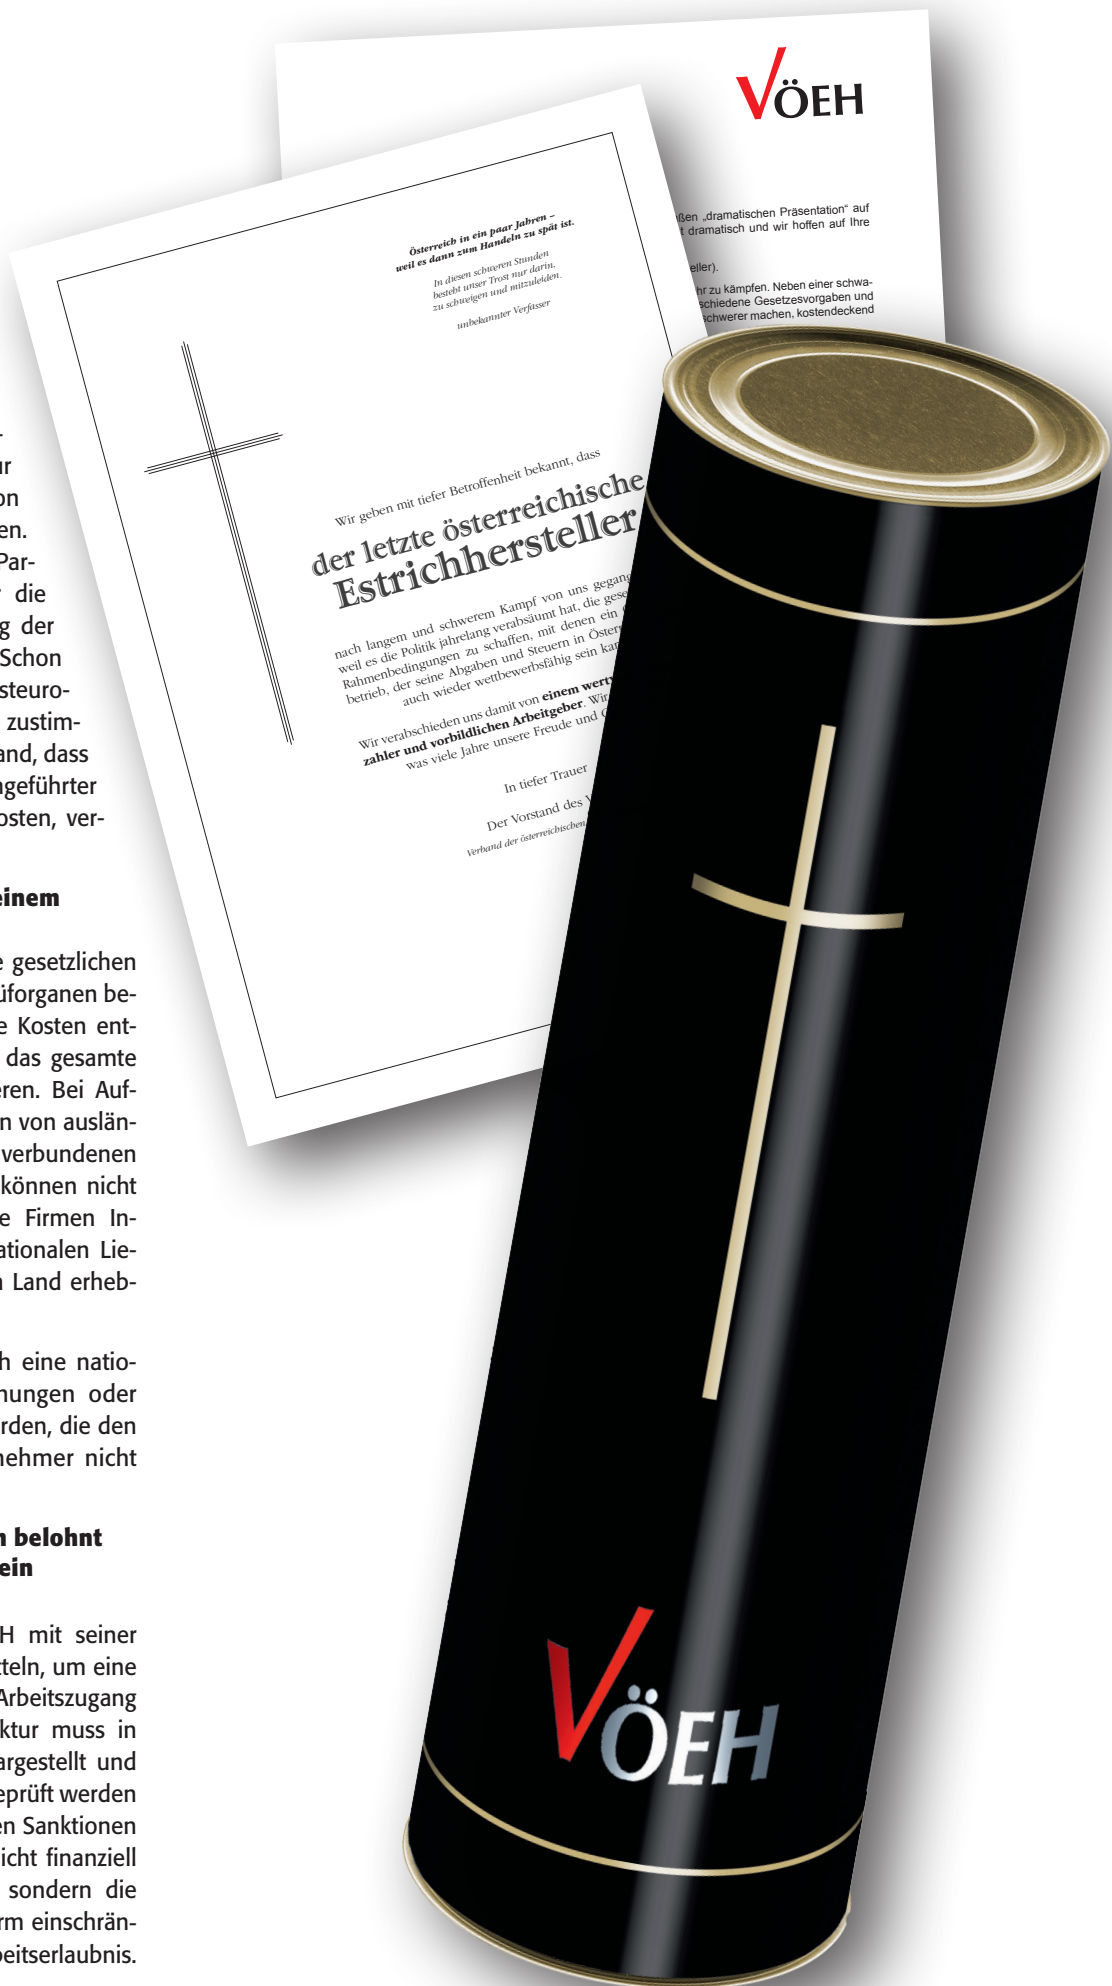 -
ur
on
en.
Par-
die
g der
Schon
steuro-
zustim-
and, dass
ngeführter
osten, ver-
einem
e gesetzlichen
üforganen be-
e Kosten ent-
das gesamte
eren. Bei Auf-
n von auslän-
verbundenen
können nicht
e Firmen In-
ationalen Lie-
n Land erheb-
h eine natio-
nungen oder
rden, die den
nehmer nicht
n belohnt
ein
H mit seiner
tteln, um eine
Arbeitszugang
ktur muss in
argestellt und
eprüft werden
en Sanktionen
icht finanziell
sondern die
rm einschrän-
beitserlaubnis.
VÖEH
ßen „dramatischen Präsentation“ auf
t dramatisch und wir hoffen auf Ihre
eller).
hr zu kämpfen. Neben einer schwa-
schiedene Gesetzesvorgaben und
schwerer machen, kostendeckend
Österreich in ein paar Jahren –
weil es dann zum Handeln zu spät ist.
In diesen schweren Stunden
besteht unser Trost nur darin,
zu schweigen und mitzuleiden.
unbekannter Verfasser
Wir geben mit tiefer Betroffenheit bekannt, dass
der letzte österreichische
Estrichhersteller
nach langem und schwerem Kampf von uns gegang
weil es die Politik jahrelang verabsäumt hat, die gese
Rahmenbedingungen zu schaffen, mit denen ein
betrieb, der seine Abgaben und Steuern in Öster
auch wieder wettbewerbsfähig sein kan
Wir verabschieden uns damit von einem wertv
zahler und vorbildlichen Arbeitgeber. Wir
was viele Jahre unsere Freude und
In tiefer Trauer
Der Vorstand des V
Verband der österreichischen
VÖEH